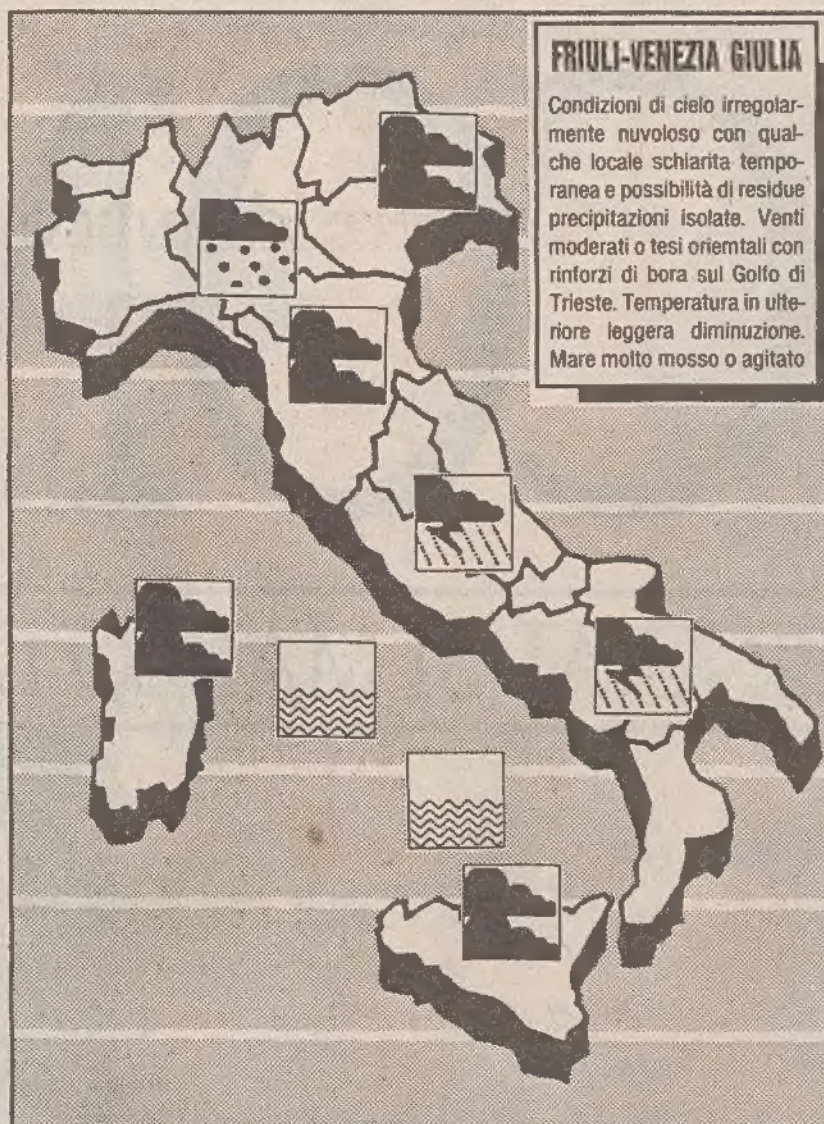 FRIULI-VENEZIA GIULIA
Condizioni di cielo irregolar-
mente nuvoloso con qual-
che locale schiarita tempo-
ranea e possibilità di residue
precipitazioni isolate. Venti
moderati o tesi oriemtali con
rinforzi di bora sul Golfo di
Trieste. Temperatura in ulte-
riore leggera diminuzione.
Mare molto mosso o agitato